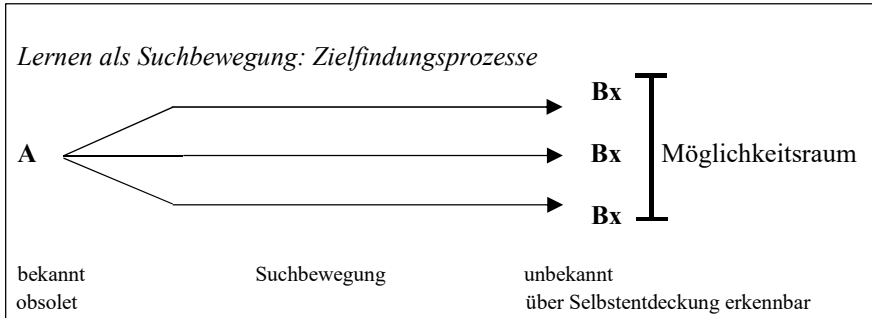 Lernen als Suchbewegung: Zielfindungsprozesse
Bx
A Bx Möglichkeitsraum
Bx
bekannt Suchbewegung unbekannt
obsolet über Selbstentdeckung erkennbar